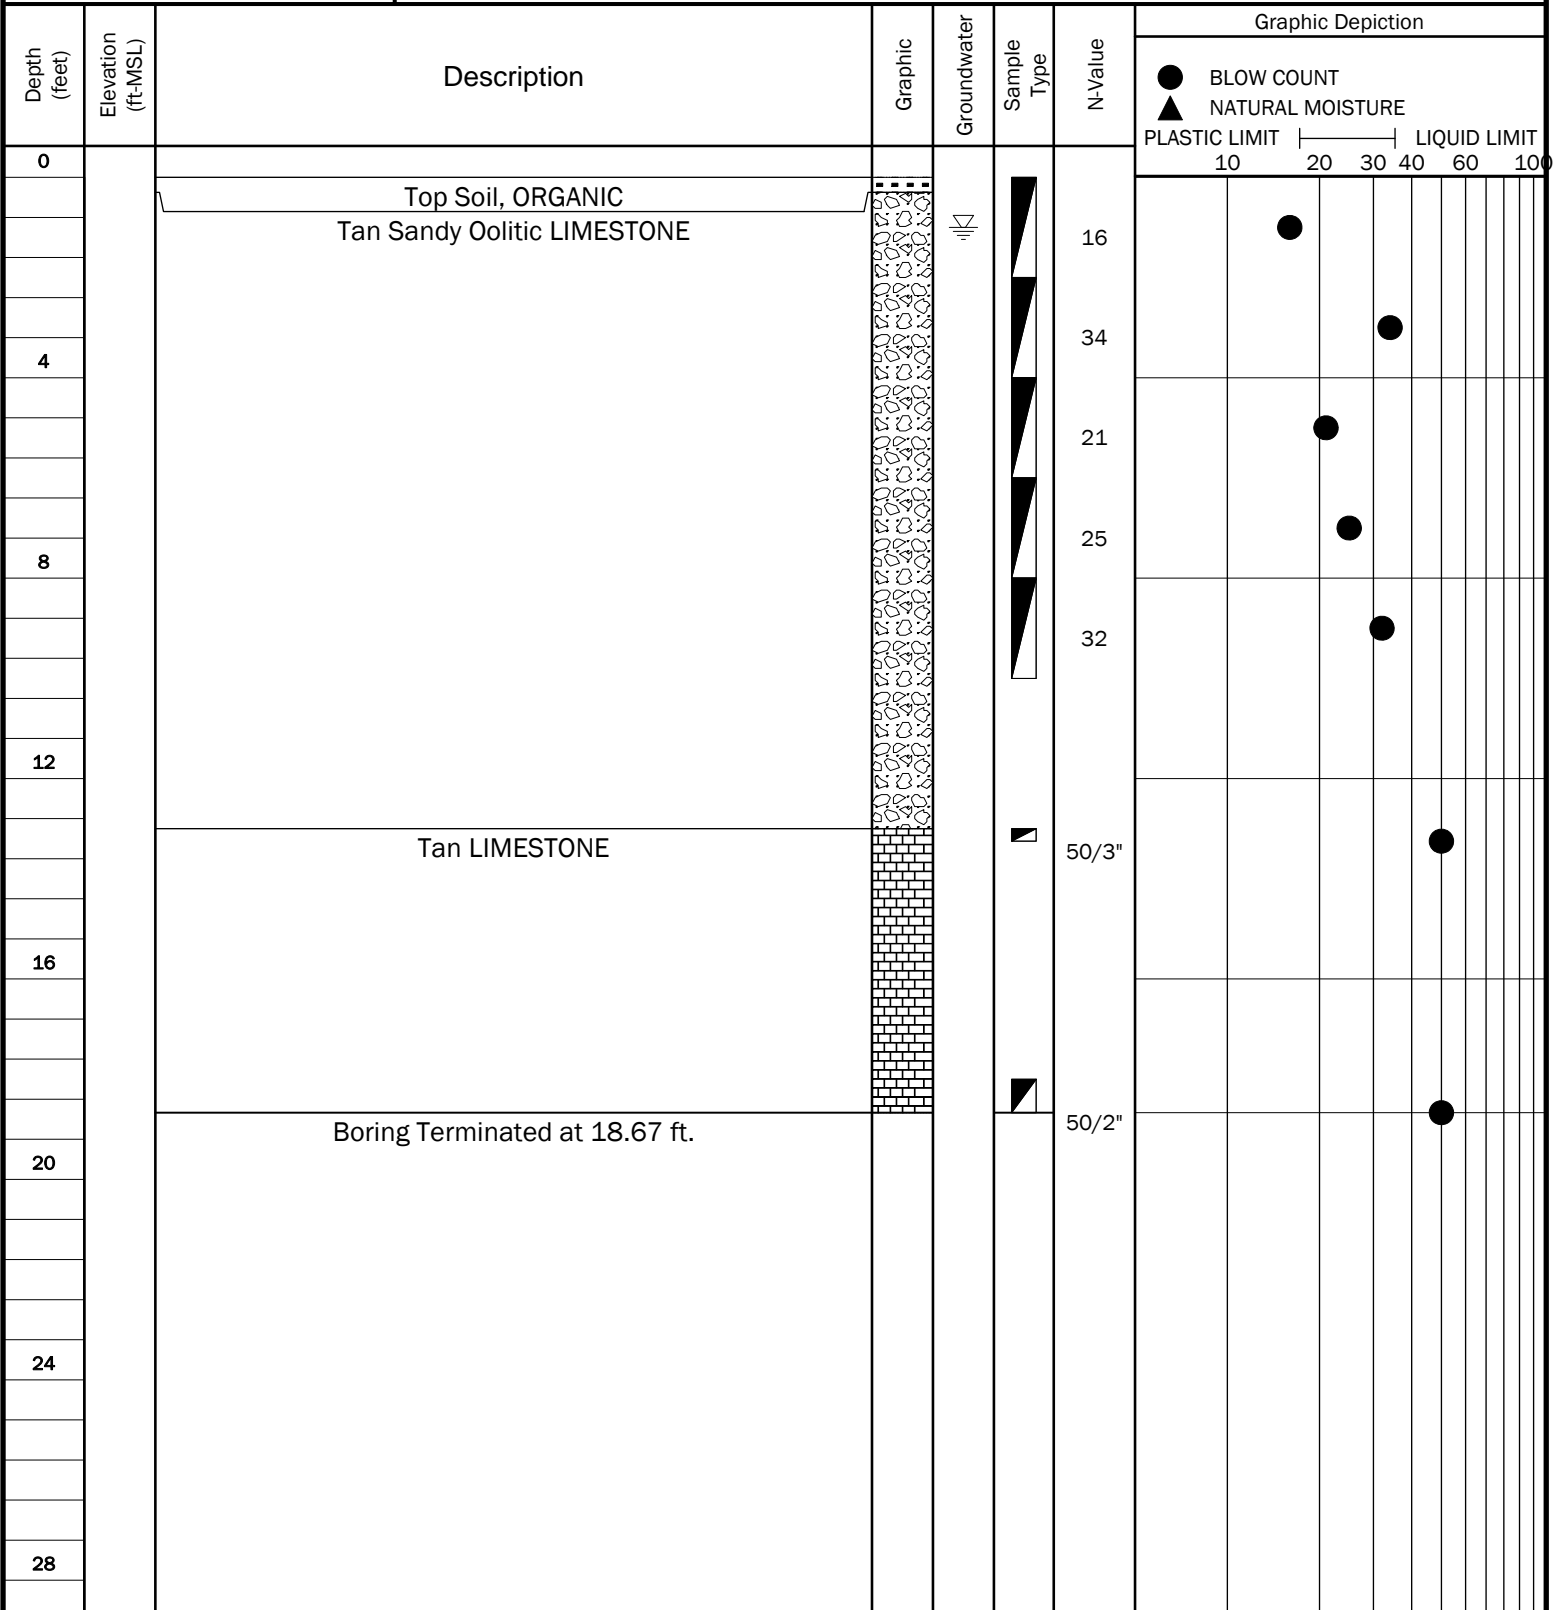 Depth
(feet)
Elevation
(ft-MSL)
Description
Graphic
Groundwater
Sample
Type
N-Value
Graphic Depiction
BLOW COUNT
NATURAL MOISTURE
PLASTIC LIMIT LIQUID LIMIT
10 20 30 40 60 100
0
Top Soil, ORGANIC
Tan Sandy Oolitic LIMESTONE
16
34
4
21
25
8
32
12
Tan LIMESTONE
50/3"
16
50/2"
Boring Terminated at 18.67 ft.
20
24
28